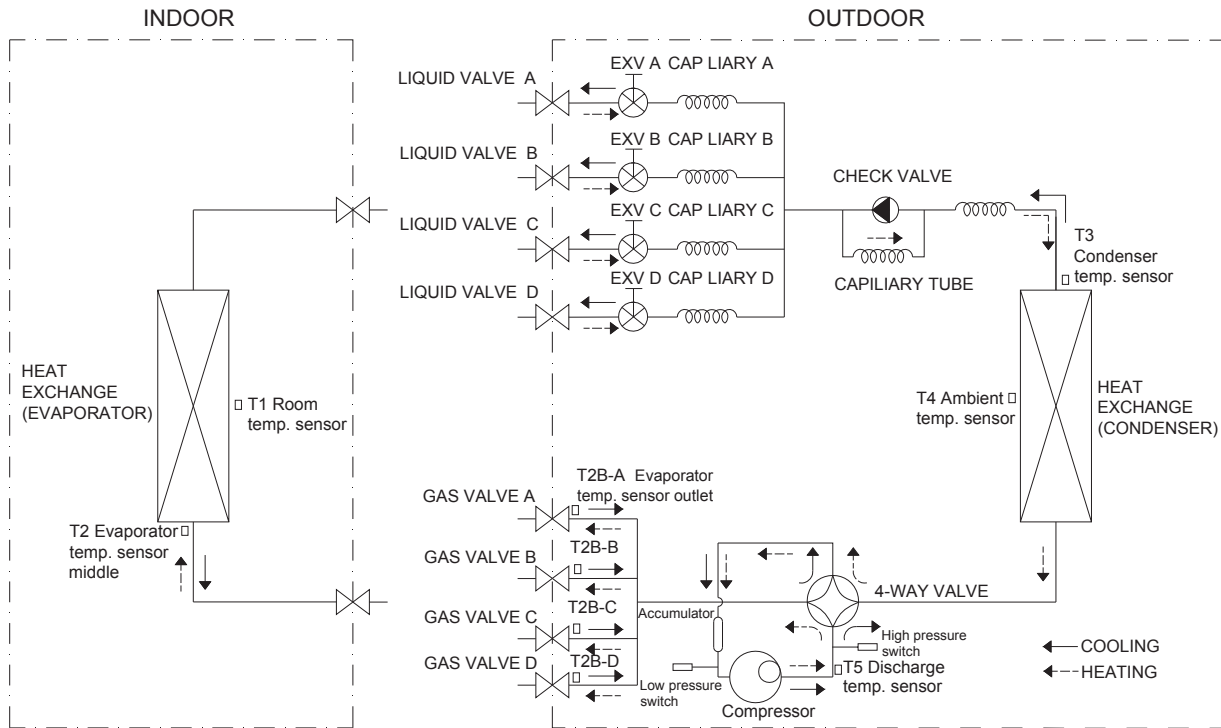 INDOOR
OUTDOOR
LIQUID VALVE A
EXV A CAP LIARY A
LIQUID VALVE B
EXV B CAP LIARY B
LIQUID VALVE C
EXV C CAP LIARY C
LIQUID VALVE D
EXV D CAP LIARY D
CHECK VALVE
CAPILIARY TUBE
T3
Condenser
temp. sensor
HEAT
EXCHANGE
(EVAPORATOR)
T1 Room
temp. sensor
T4 Ambient
temp. sensor
HEAT
EXCHANGE
(CONDENSER)
T2 Evaporator
temp. sensor
middle
GAS VALVE A
T2B-A Evaporator
temp. sensor outlet
GAS VALVE B
T2B-B
GAS VALVE C
T2B-C
GAS VALVE D
T2B-D
Accumulator
4-WAY VALVE
High pressure
switch
Low pressure
switch
T5 Discharge
temp. sensor
Compressor
COOLING
HEATING